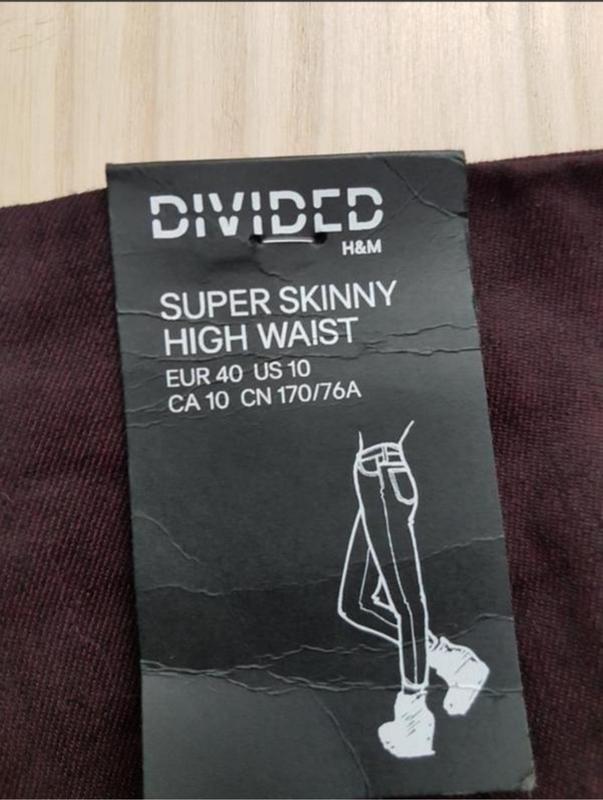 DIVIDED
H&M
SUPER SKINNY
HIGH WAIST
EUR 40 US 10
CA 10 CN 170/76A